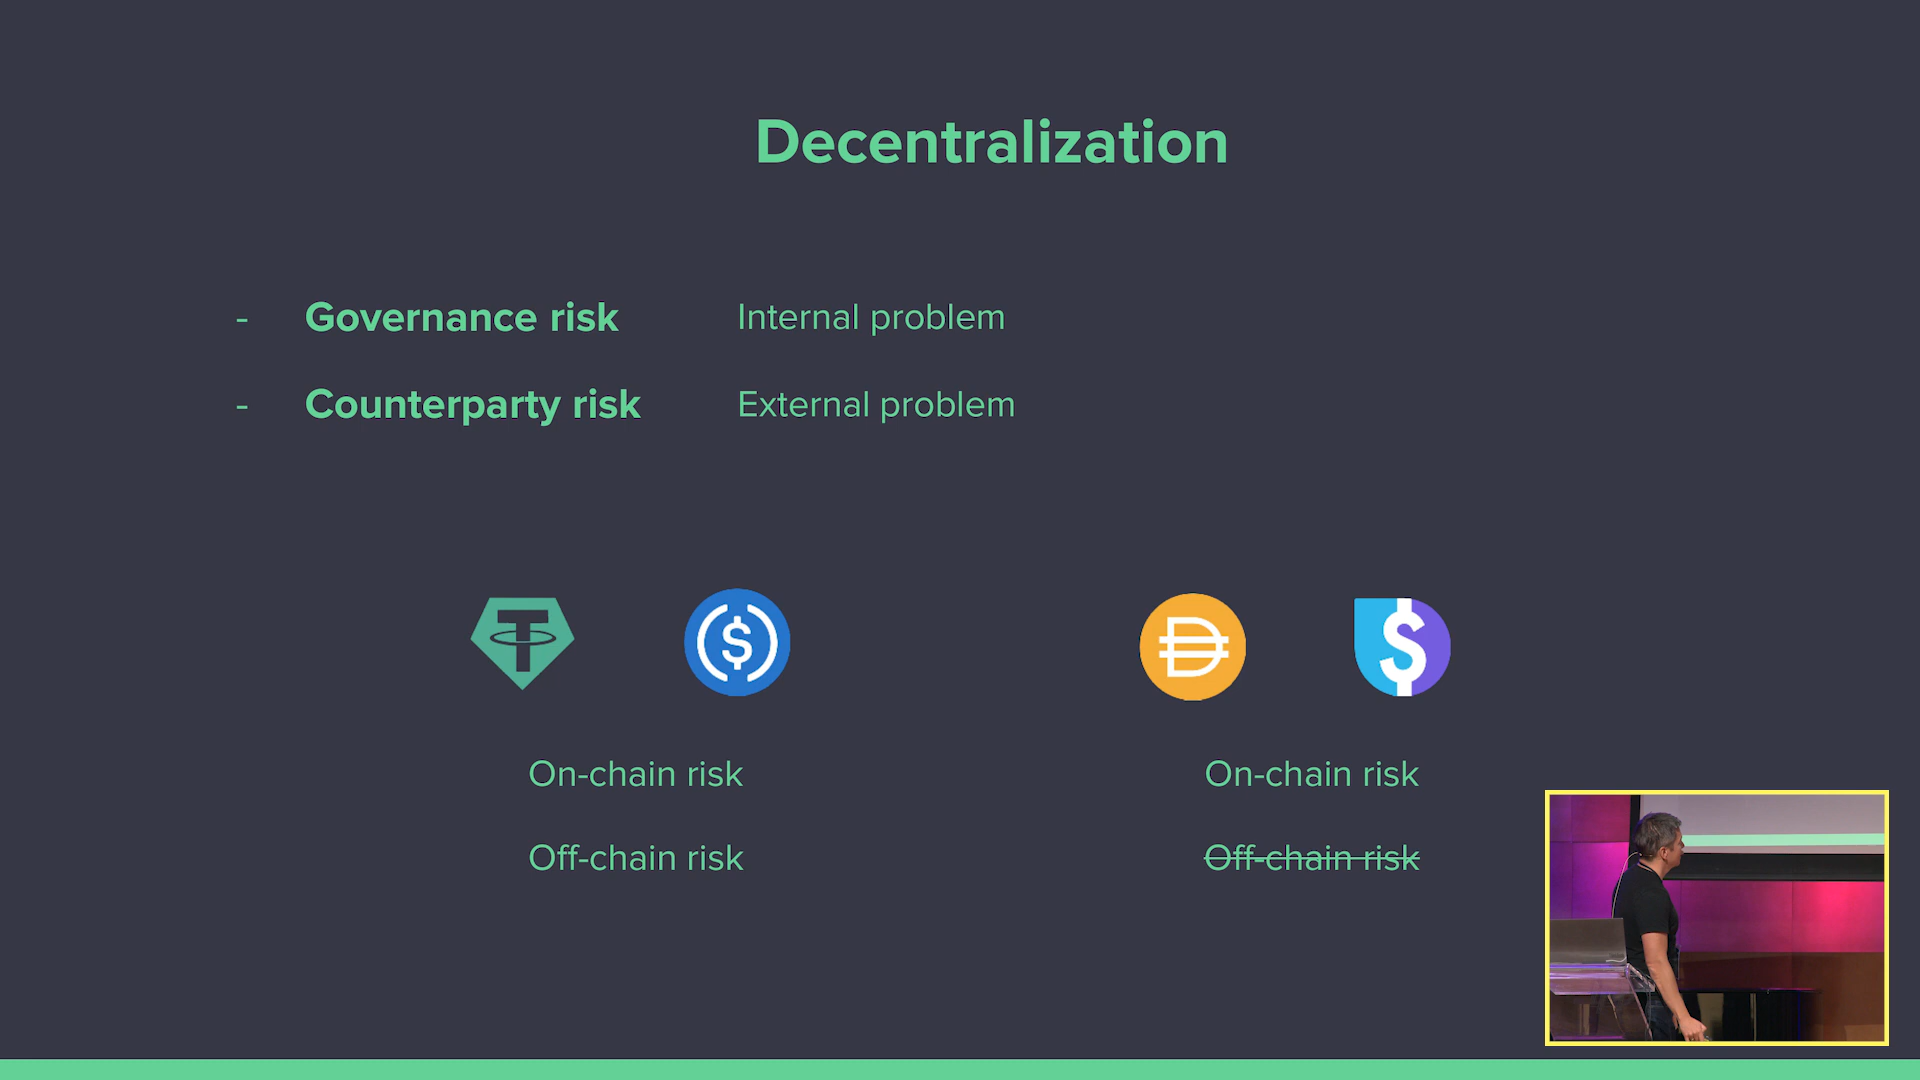 Decentralization
- Governance risk Internal problem
- Counterparty risk External problem
On-chain risk On-chain risk
Off-chain risk Off-chain risk